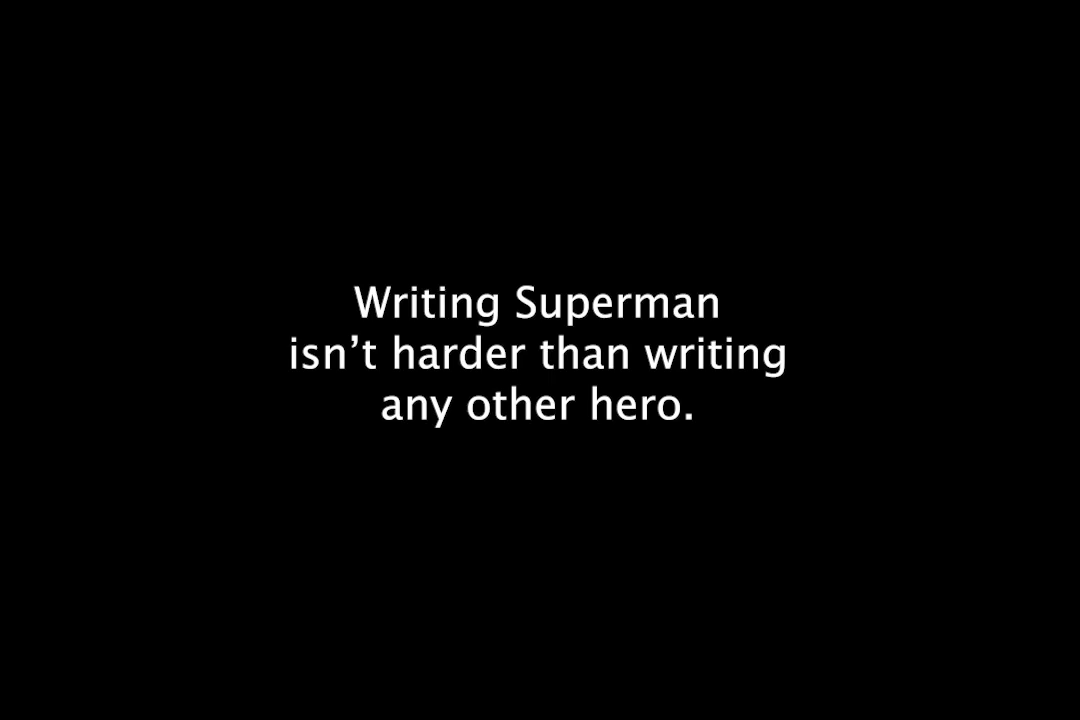 Writing Superman
isn’t harder than writing
any other hero.